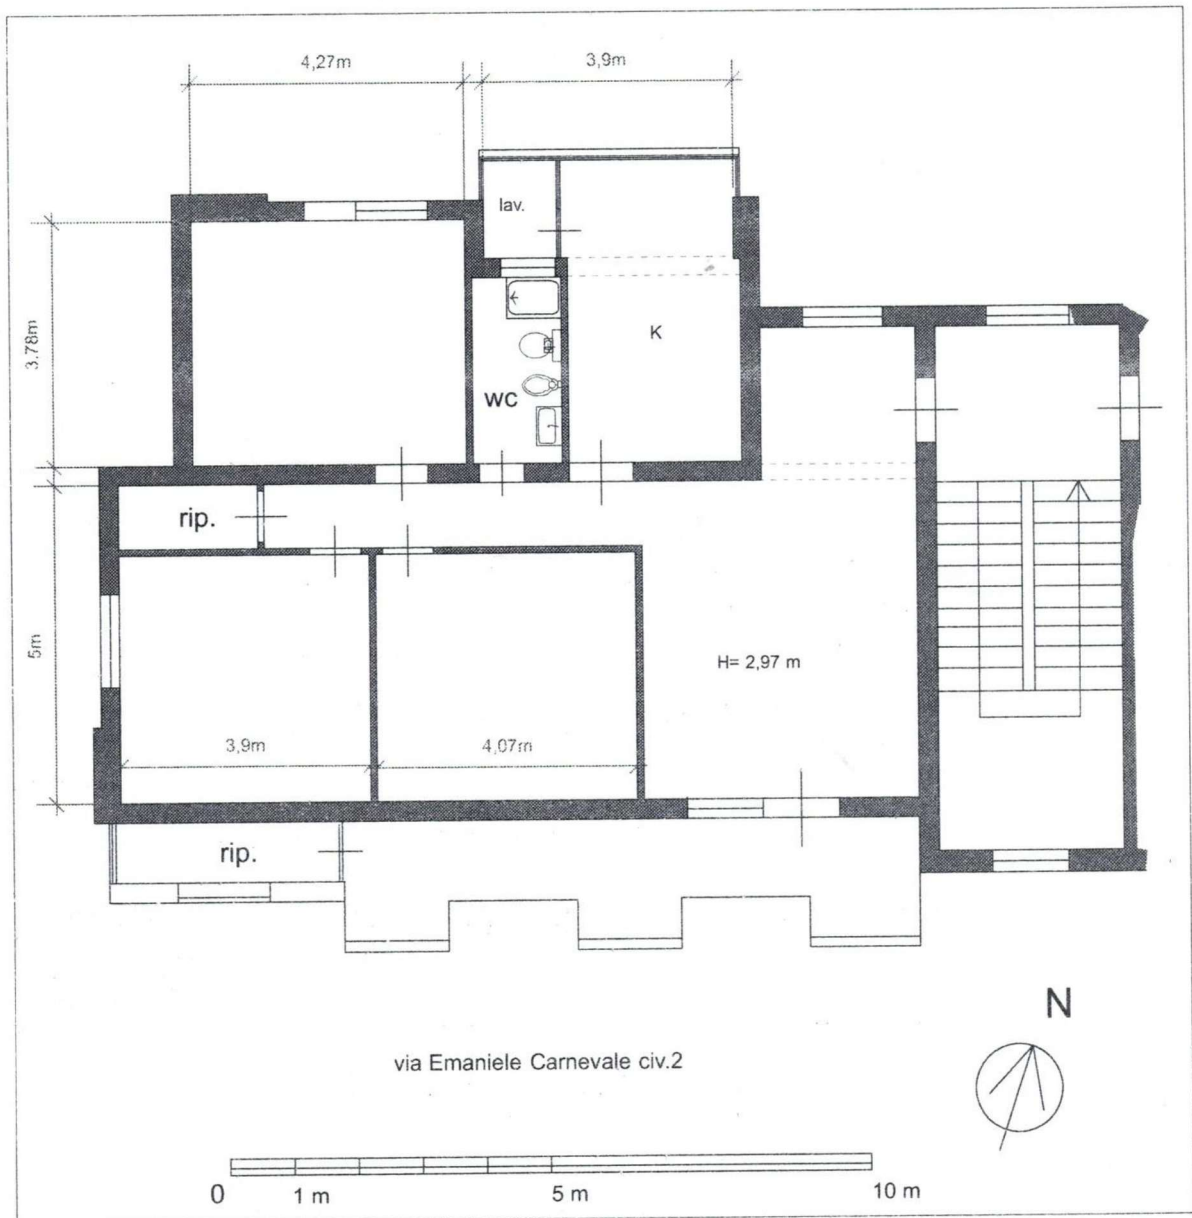 4,27m
3,9m
lav.
3.78m
K
wc
rip.
5m
H= 2,97 m
3,9m
4,07m
rip.
N
via Emaniele Carnevale civ.2
0
1 m
5 m
10 m